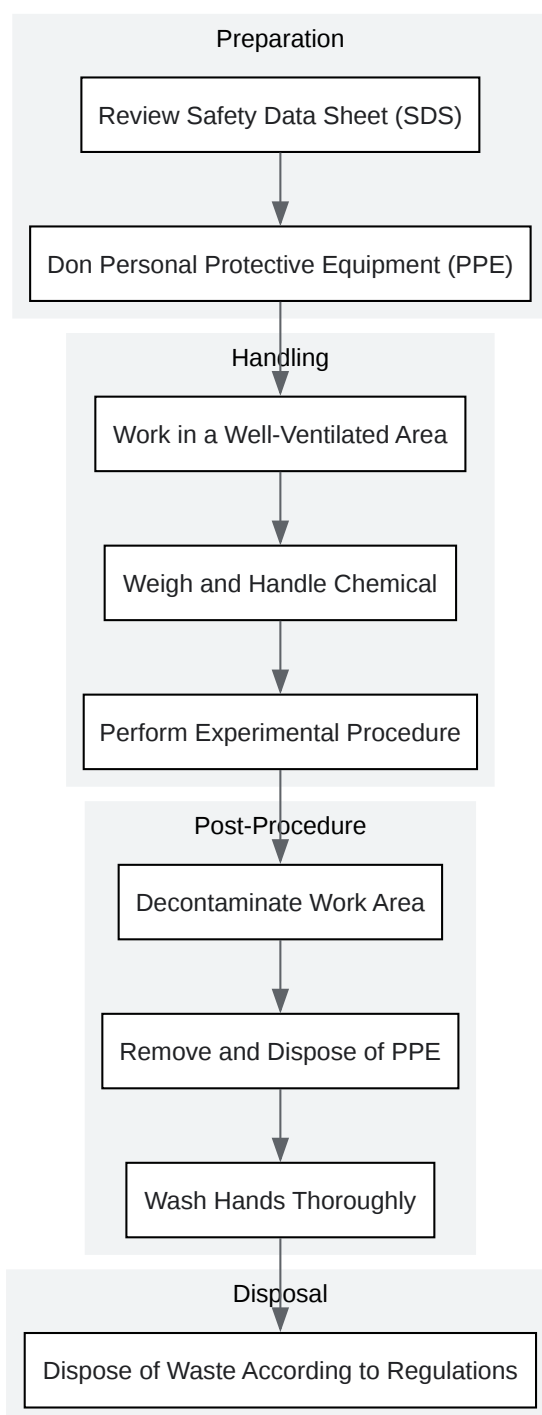 Preparation
Review Safety Data Sheet (SDS)
Don Personal Protective Equipment (PPE)
Handling
Work in a Well-Ventilated Area
Weigh and Handle Chemical
Perform Experimental Procedure
Post-Procedure
Decontaminate Work Area
Remove and Dispose of PPE
Wash Hands Thoroughly
Disposal
Dispose of Waste According to Regulations